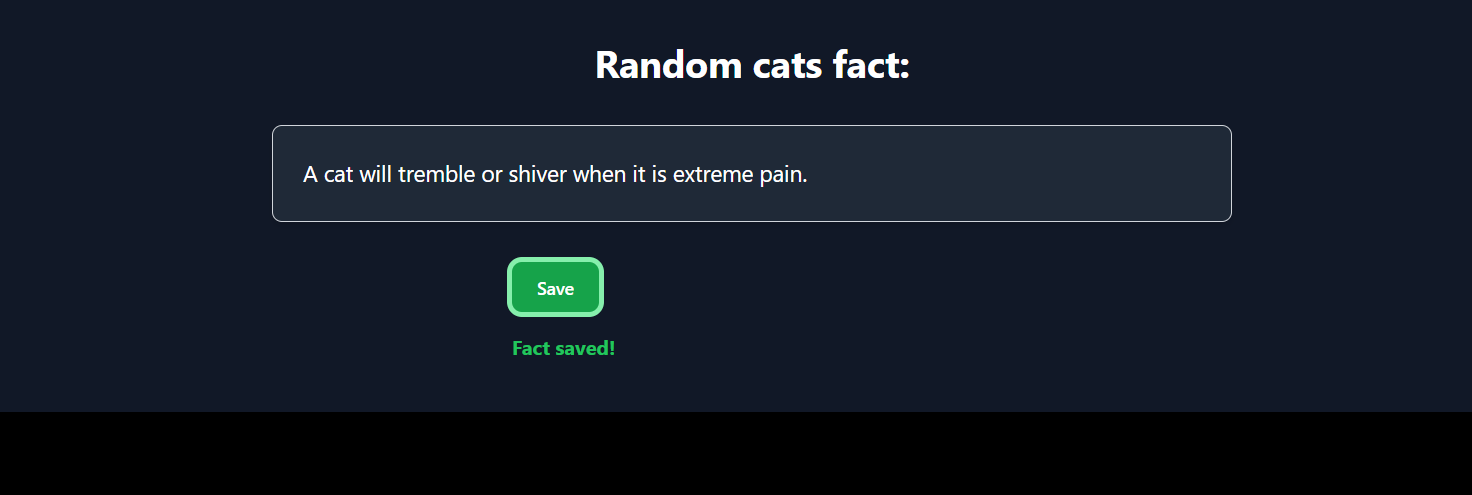 Random cats fact:
A cat will tremble or shiver when it is extreme pain.
Save
Fact saved!